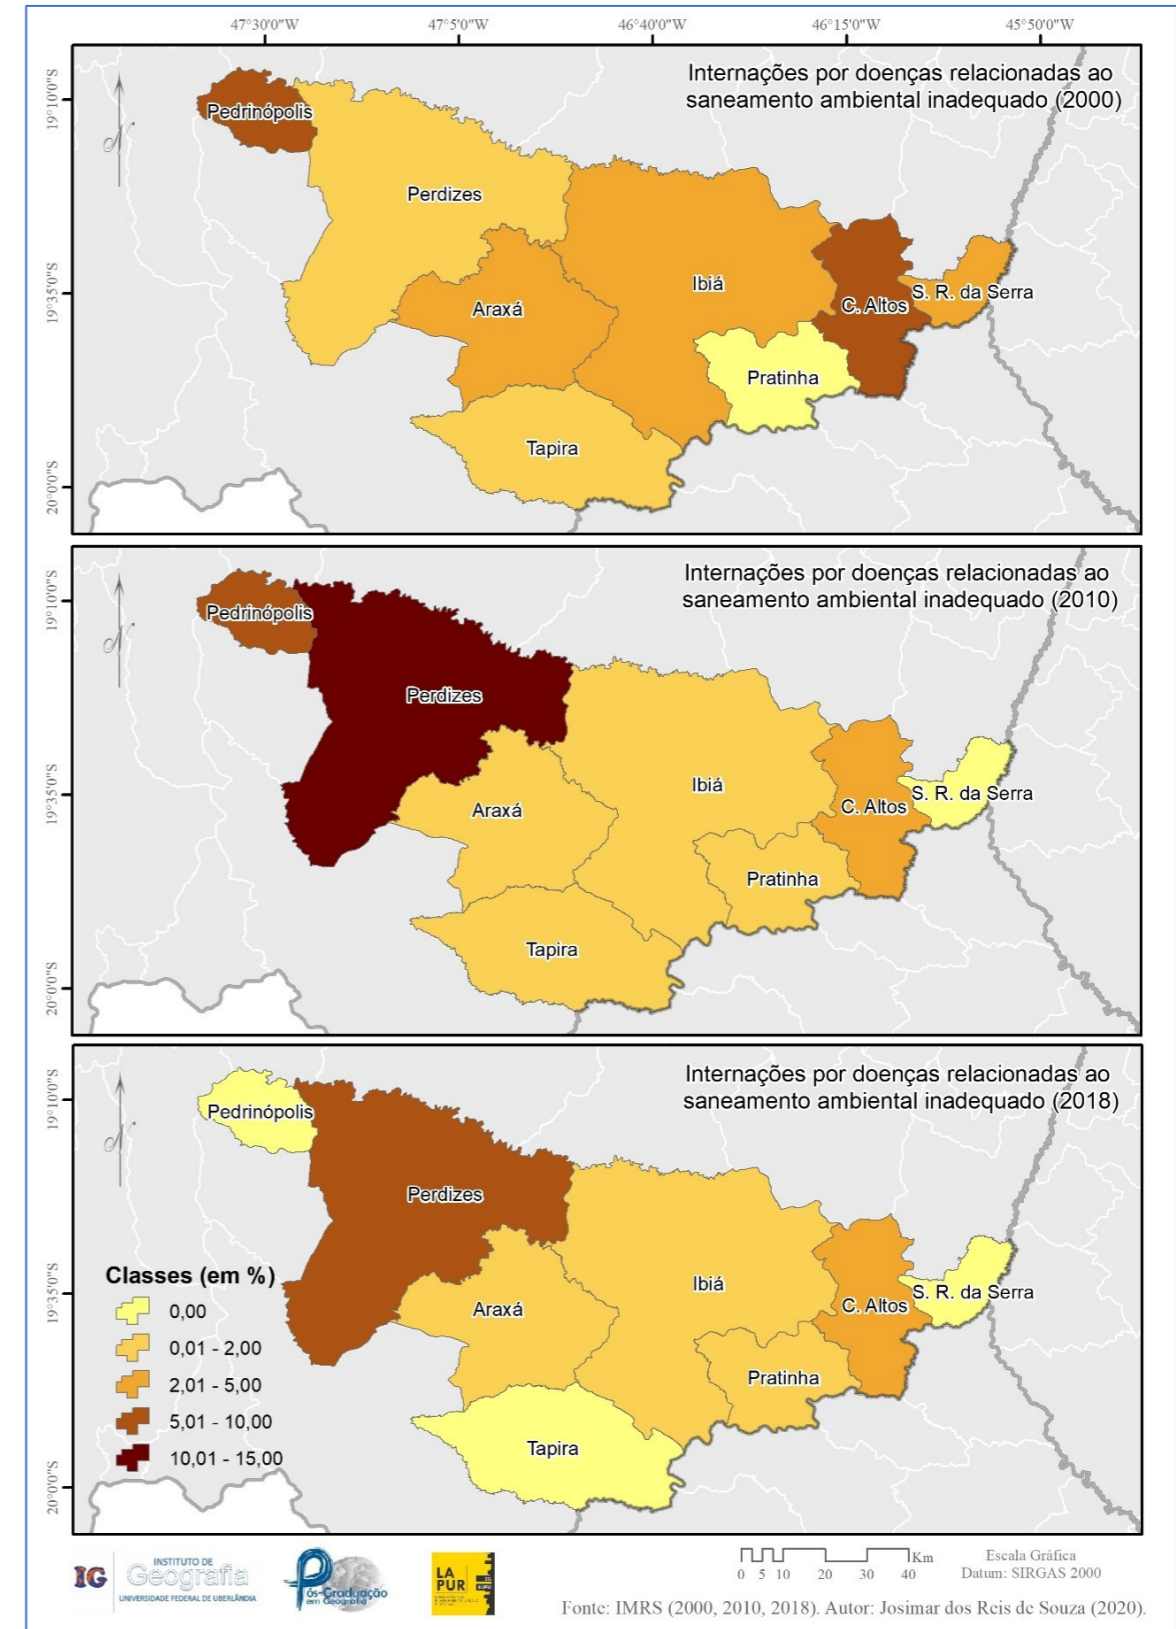 47°30'0"W
47°5'0"W
46°40'0"W
46°15'0"W
45°50'0"W
Internações por doenças relacionadas ao
saneamento ambiental inadequado (2000)
19°10'0"S
19°35'0"S
20°0'0"S
N
Pedrinópolis
Perdizes
Ibiá
Araxá
C. Altos
S. R. da Serra
Pratinha
Tapira
Internações por doenças relacionadas ao
saneamento ambiental inadequado (2010)
19°10'0"S
19°35'0"S
20°0'0"S
N
Pedrinópolis
Perdizes
Ibiá
Araxá
C. Altos
S. R. da Serra
Pratinha
Tapira
Internações por doenças relacionadas ao
saneamento ambiental inadequado (2018)
19°10'0"S
19°35'0"S
20°0'0"S
N
Pedrinópolis
Perdizes
Ibiá
Araxá
C. Altos
S. R. da Serra
Pratinha
Tapira
Classes (em %)
0,00
0,01 - 2,00
2,01 - 5,00
5,01 - 10,00
10,01 - 15,00
IG
INSTITUTO DE
Geografia
UNIVERSIDADE FEDERAL DE UBERLÂNDIA
Pós-Graduação
em Geografia
LA
PUR
Km
0 5 10 20 30 40
Escala Gráfica
Datum: SIRGAS 2000
Fonte: IMRS (2000, 2010, 2018). Autor: Josimar dos Reis de Souza (2020).